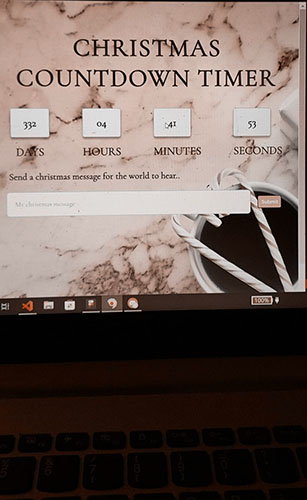 CHRISTMAS
COUNTDOWN TIMER
332 04 41 53
DAYS HOURS MINUTES SECONDS
Send a christmas message for the world to hear..
My christmas message Submit
100%